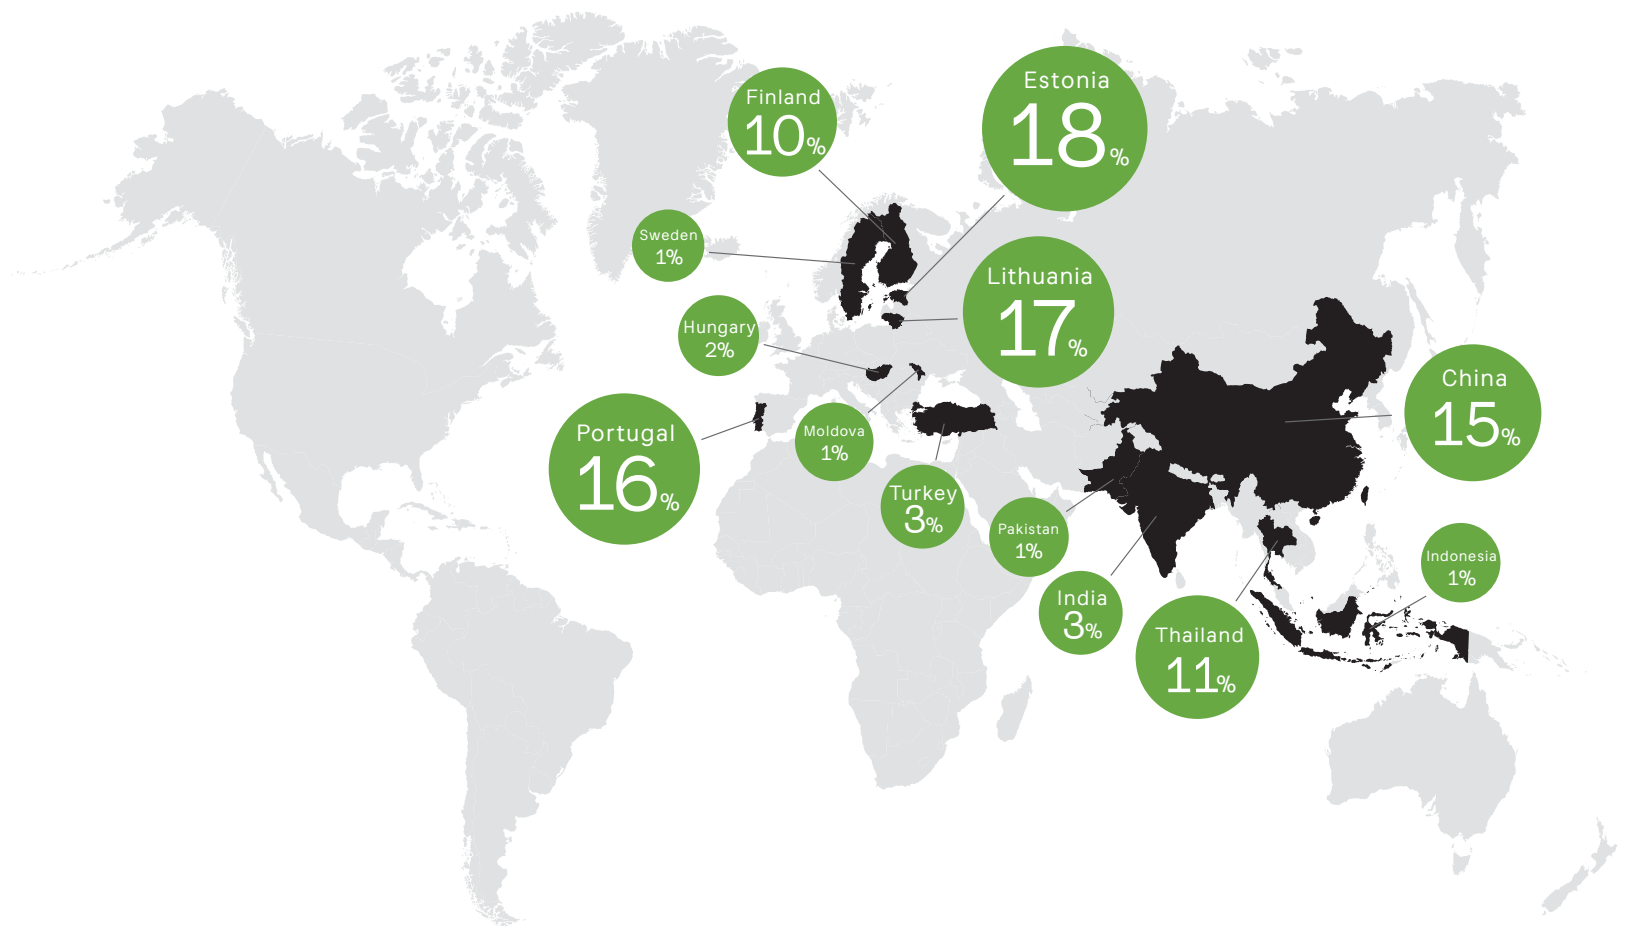 Finland
10%
Estonia
18%
Sweden
1%
Lithuania
17%
Hungary
2%
China
15%
Portugal
16%
Moldova
1%
Turkey
3%
Pakistan
1%
Indonesia
1%
India
3%
Thailand
11%